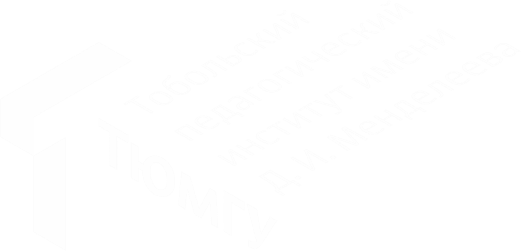 Тобольский
педагогический
институт имени
Д. И. Менделеева
ТЮМГУ